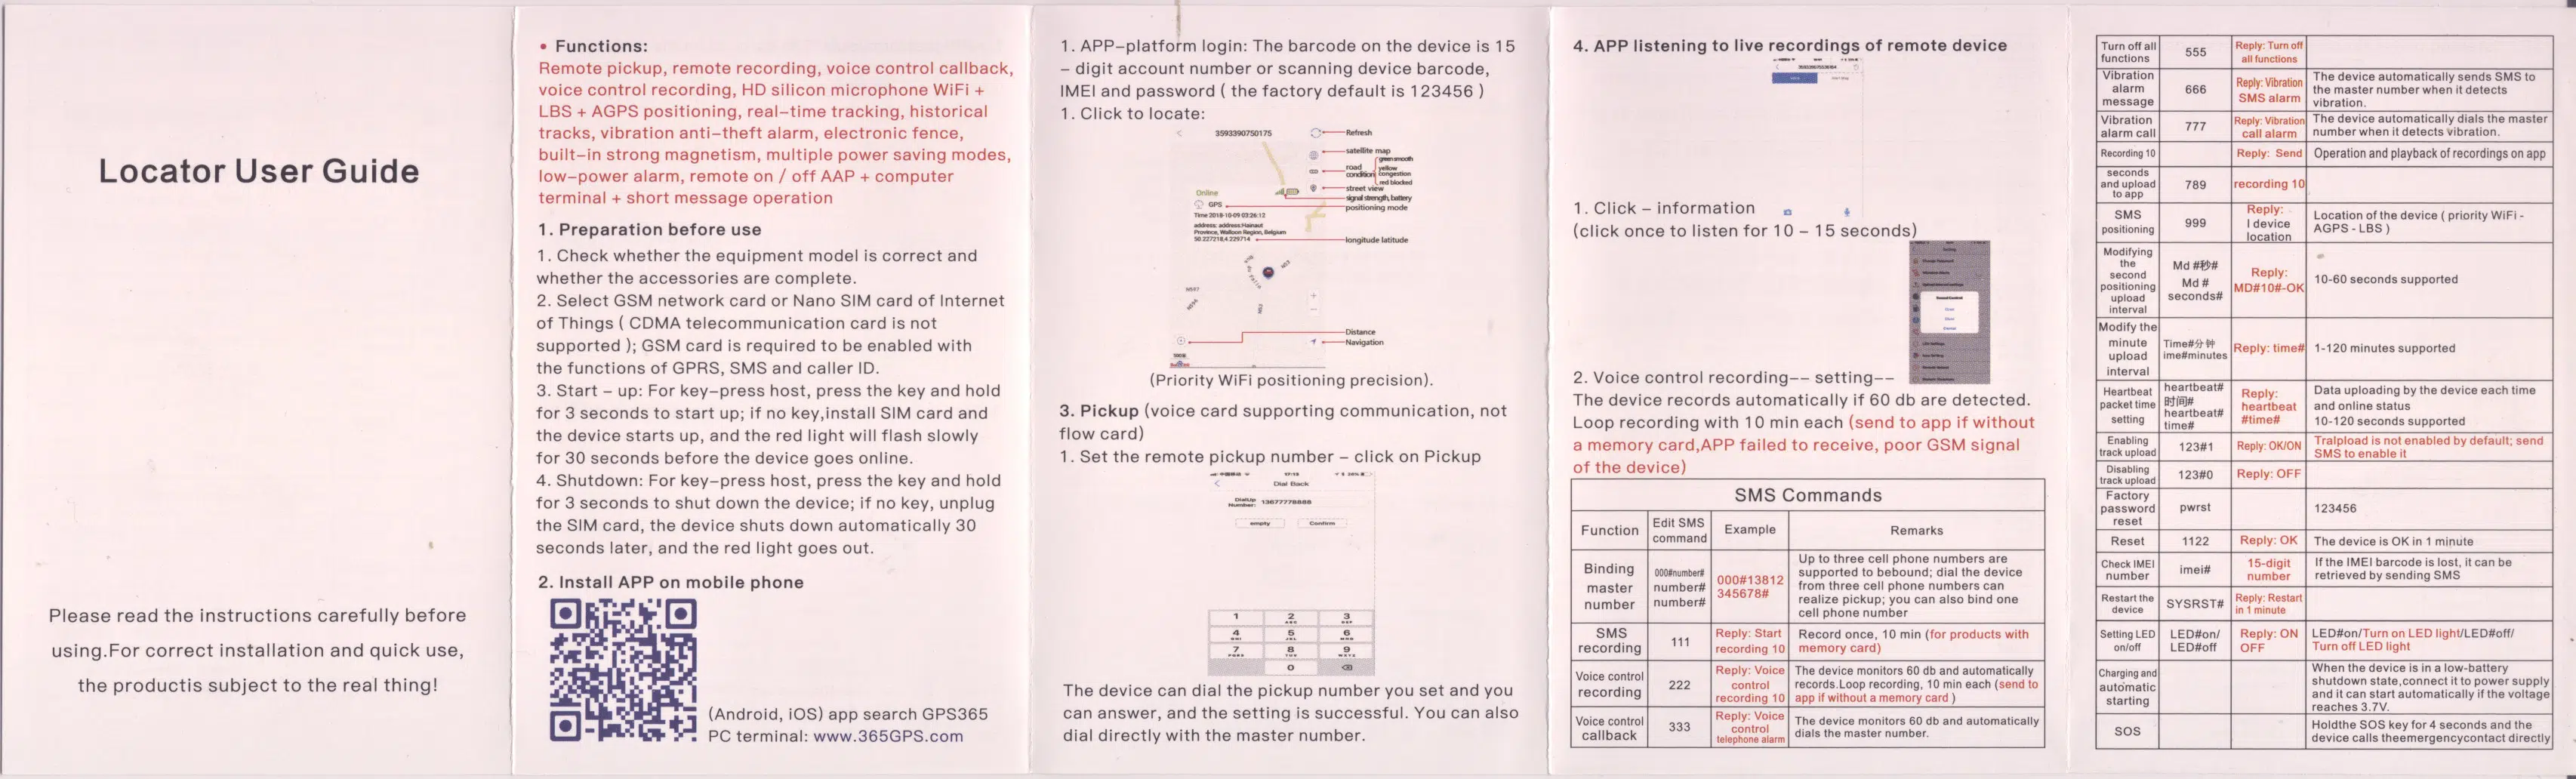 Locator User Guide
Please read the instructions carefully before
using.For correct installation and quick use,
the productis subject to the real thing!
• Functions:
Remote pickup, remote recording, voice control callback,
voice control recording, HD silicon microphone WiFi +
LBS + AGPS positioning, real-time tracking, historical
tracks, vibration anti-theft alarm, electronic fence,
built-in strong magnetism, multiple power saving modes,
low-power alarm, remote on / off AAP + computer
terminal + short message operation
1. Preparation before use
1. Check whether the equipment model is correct and
whether the accessories are complete.
2. Select GSM network card or Nano SIM card of Internet
of Things ( CDMA telecommunication card is not
supported ); GSM card is required to be enabled with
the functions of GPRS, SMS and caller ID.
3. Start - up: For key-press host, press the key and hold
for 3 seconds to start up; if no key,install SIM card and
the device starts up, and the red light will flash slowly
for 30 seconds before the device goes online.
4. Shutdown: For key-press host, press the key and hold
for 3 seconds to shut down the device; if no key, unplug
the SIM card, the device shuts down automatically 30
seconds later, and the red light goes out.
2. Install APP on mobile phone
(Android, iOS) app search GPS365
PC terminal: www.365GPS.com
1. APP-platform login: The barcode on the device is 15
- digit account number or scanning device barcode,
IMEI and password ( the factory default is 123456 )
1. Click to locate:
3593390750175
Refresh
satellite map
road condition
green smooth
yellow congestion
red blocked
street view
signal strength, battery
positioning mode
Online
GPS
Time 2018-10-09 03:26:12
address: address:Hainaut
Province, Walloon Region, Belgium
50.227218,4.229714
longitude latitude
N53
N597
N596
N53
Distance
Navigation
(Priority WiFi positioning precision).
3. Pickup (voice card supporting communication, not
flow card)
1. Set the remote pickup number - click on Pickup
17:15
Dial Back
DialUp Number: 13677778888
empty Confirm
1 2 3
4 5 6
7 8 9
0
The device can dial the pickup number you set and you
can answer, and the setting is successful. You can also
dial directly with the master number.
4. APP listening to live recordings of remote device
1. Click - information
(click once to listen for 10 - 15 seconds)
2. Voice control recording-- setting--
The device records automatically if 60 db are detected.
Loop recording with 10 min each (send to app if without
a memory card,APP failed to receive, poor GSM signal
of the device)
SMS Commands
Function Edit SMS command Example Remarks
Binding master number 000#number# number# number# 000#13812 345678# Up to three cell phone numbers are supported to bebound; dial the device from three cell phone numbers can realize pickup; you can also bind one cell phone number
SMS recording 111 Reply: Start recording 10 Record once, 10 min (for products with memory card)
Voice control recording 222 Reply: Voice control recording 10 The device monitors 60 db and automatically records.Loop recording, 10 min each (send to app if without a memory card )
Voice control callback 333 Reply: Voice control telephone alarm The device monitors 60 db and automatically dials the master number.
Turn off all functions 555 Reply: Turn off all functions
Vibration alarm message 666 Reply: Vibration SMS alarm The device automatically sends SMS to the master number when it detects vibration.
Vibration alarm call 777 Reply: Vibration call alarm The device automatically dials the master number when it detects vibration.
Recording 10 Reply: Send Operation and playback of recordings on app
seconds and upload to app 789 recording 10
SMS positioning 999 Reply: l device location Location of the device ( priority WiFi - AGPS - LBS )
Modifying the second positioning upload interval Md #秒# Md # seconds# Reply: MD#10#-OK 10-60 seconds supported
Modify the minute upload interval Time#分钟 ime#minutes Reply: time# 1-120 minutes supported
Heartbeat packet time setting heartbeat# 时间# heartbeat# time# Reply: heartbeat #time# Data uploading by the device each time and online status 10-120 seconds supported
Enabling track upload 123#1 Reply: OK/ON Tralpload is not enabled by default; send SMS to enable it
Disabling track upload 123#0 Reply: OFF
Factory password reset pwrst 123456
Reset 1122 Reply: OK The device is OK in 1 minute
Check IMEI number imei# 15-digit number If the IMEI barcode is lost, it can be retrieved by sending SMS
Restart the device SYSRST# Reply: Restart in 1 minute
Setting LED on/off LED#on/ LED#off Reply: ON OFF LED#on/Turn on LED light/LED#off/ Turn off LED light
Charging and automatic starting When the device is in a low-battery shutdown state,connect it to power supply and it can start automatically if the voltage reaches 3.7V.
SOS Holdthe SOS key for 4 seconds and the device calls theemergencycontact directly